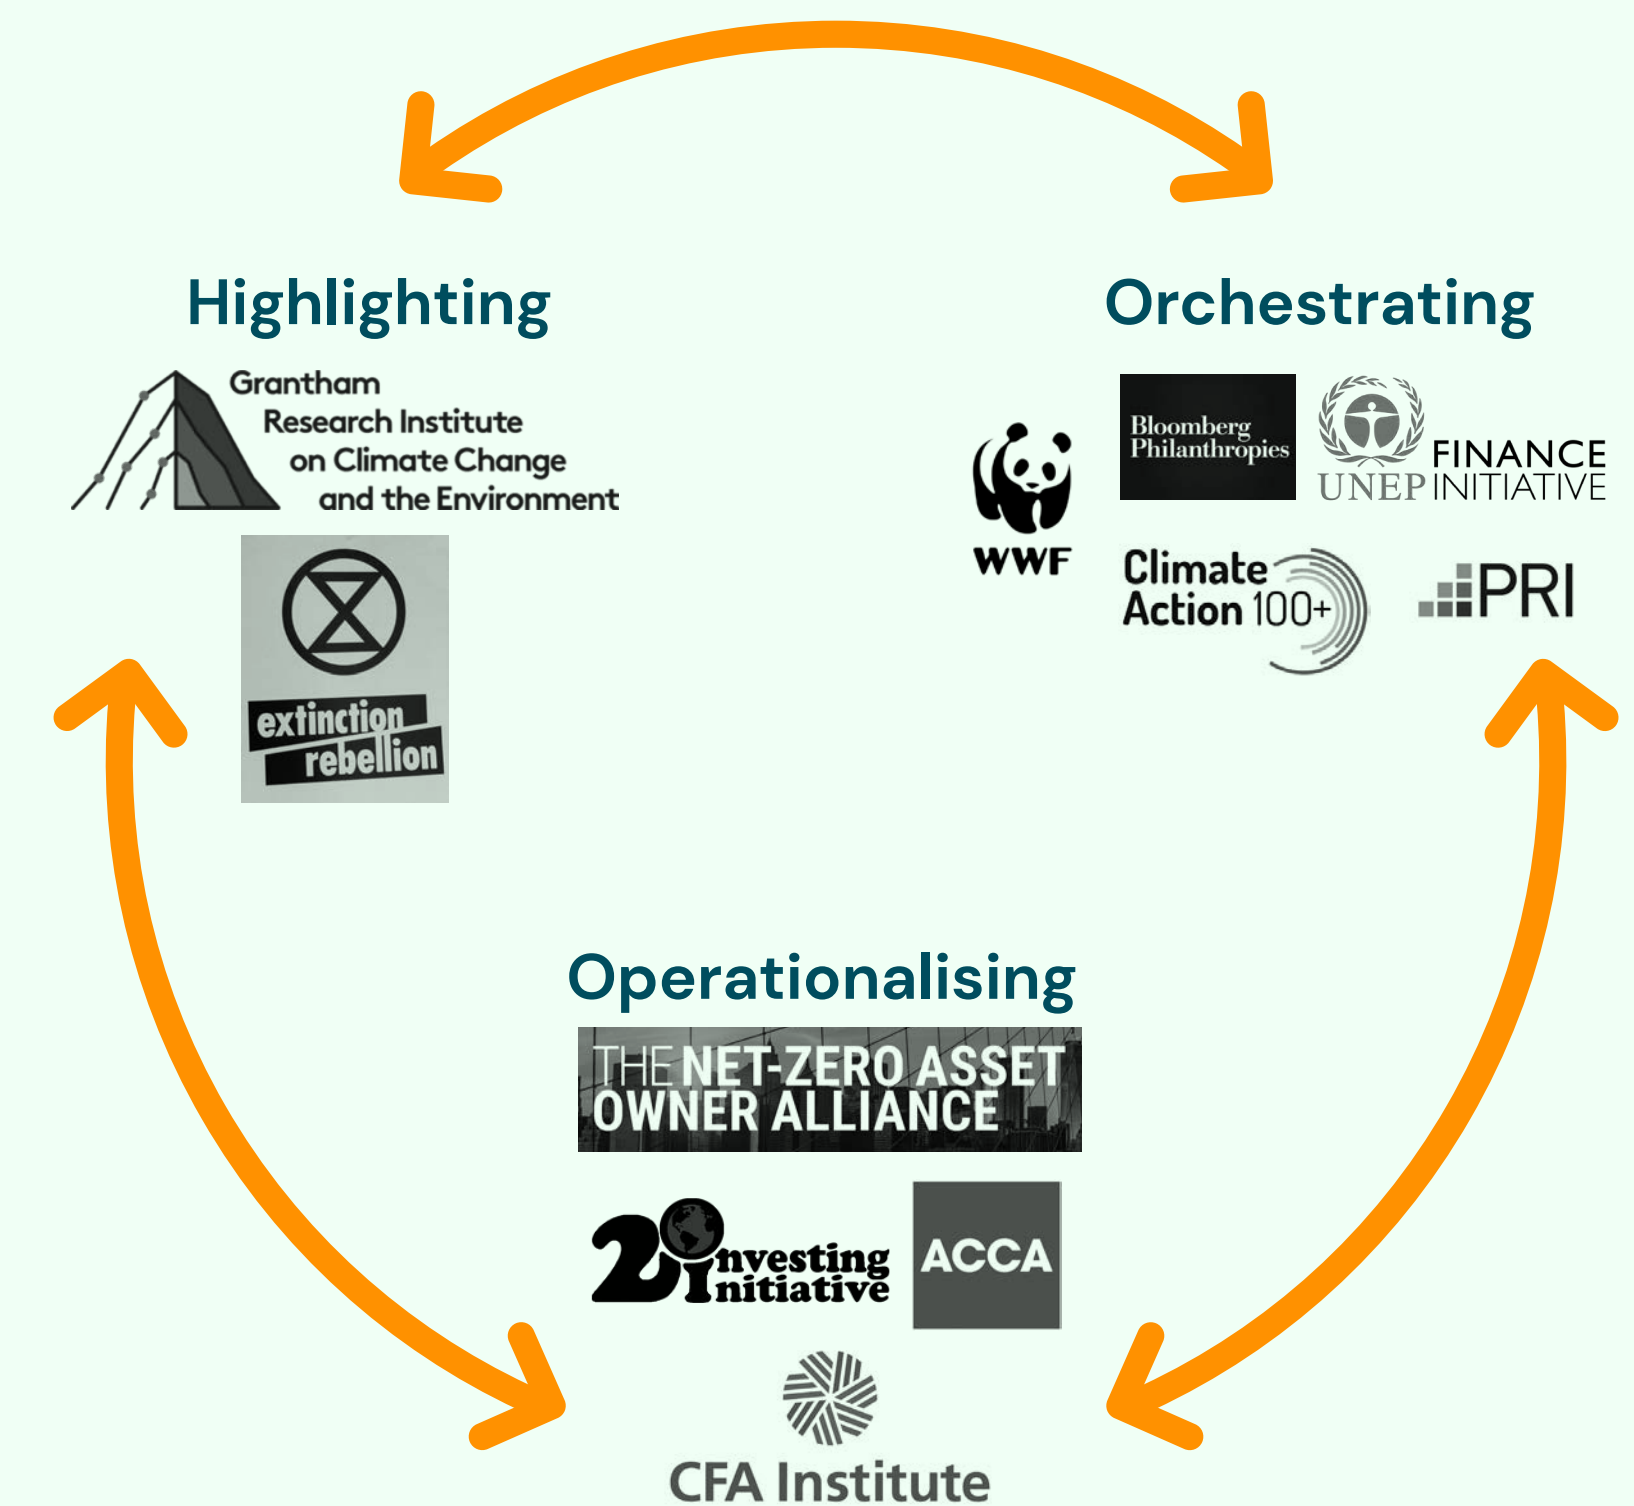 Highlighting
Grantham
Research Institute
on Climate Change
and the Environment
extinction
rebellion
Orchestrating
WWF
Bloomberg
Philanthropies
UNEP FINANCE
INITIATIVE
Climate
Action 100+
PRI
Operationalising
THE NET-ZERO ASSET
OWNER ALLIANCE
2° investing
initiative
ACCA
CFA Institute